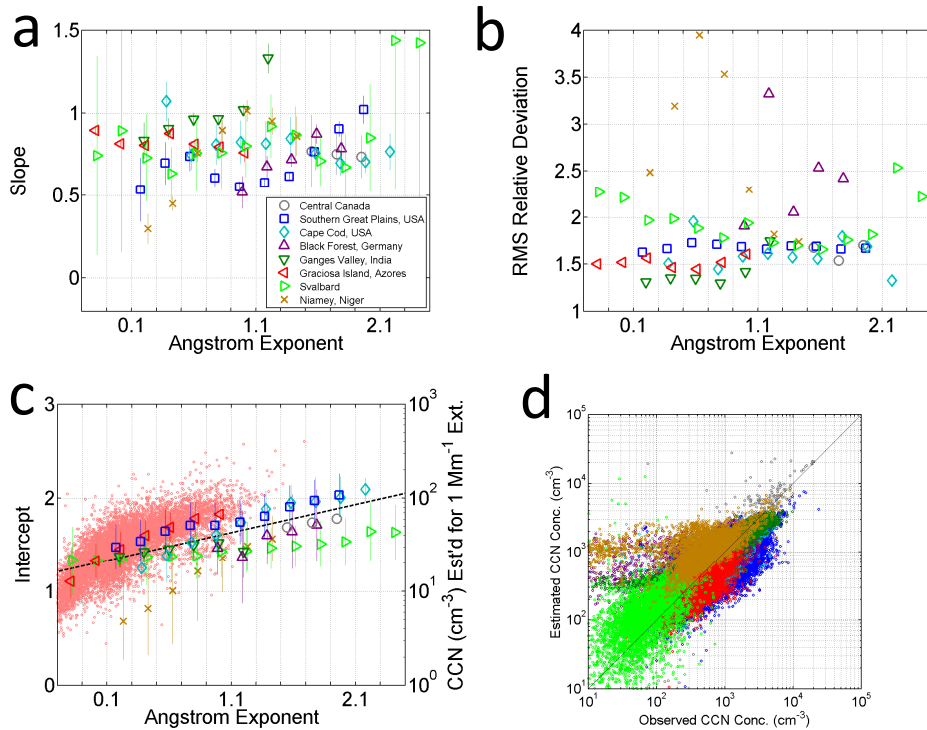 a
1.5
1
0.5
0
Slope
0.1
1.1
2.1
Angstrom Exponent
Central Canada
Southern Great Plains, USA
Cape Cod, USA
Black Forest, Germany
Ganges Valley, India
Graciosa Island, Azores
Svalbard
Niamey, Niger
b
4
3.5
3
2.5
2
1.5
1
RMS Relative Deviation
0.1
1.1
2.1
Angstrom Exponent
c
3
2
1
0
Intercept
10³
10²
10¹
10⁰
CCN (cm⁻³) Est'd for 1 Mm⁻¹ Ext.
0.1
1.1
2.1
Angstrom Exponent
d
10⁵
10⁴
10³
10²
10¹
Estimated CCN Conc. (cm⁻³)
10¹
10²
10³
10⁴
10⁵
Observed CCN Conc. (cm⁻³)